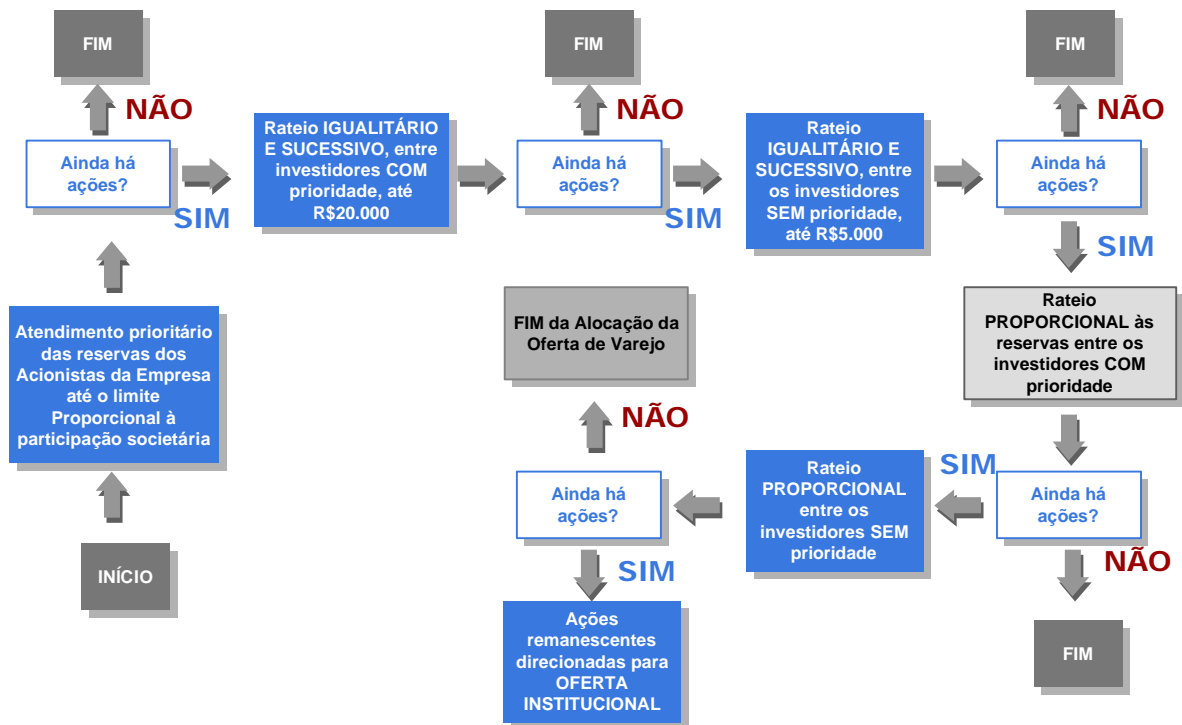 FIM
FIM
FIM
NÃO
NÃO
NÃO
Ainda há
ações?
SIM
Rateio IGUALITÁRIO
E SUCESSIVO, entre
investidores COM
prioridade, até
R$20.000
Ainda há
ações?
SIM
Rateio
IGUALITÁRIO E
SUCESSIVO, entre
os investidores
SEM prioridade,
até R$5.000
Ainda há
ações?
SIM
Atendimento prioritário
das reservas dos
Acionistas da Empresa
até o limite
Proporcional à
participação societária
FIM da Alocação da
Oferta de Varejo
Rateio
PROPORCIONAL às
reservas entre os
investidores COM
prioridade
NÃO
Ainda há
ações?
Rateio
PROPORCIONAL
entre os
investidores SEM
prioridade
SIM
Ainda há
ações?
INÍCIO
SIM
NÃO
Ações
remanescentes
direcionadas para
OFERTA
INSTITUCIONAL
FIM